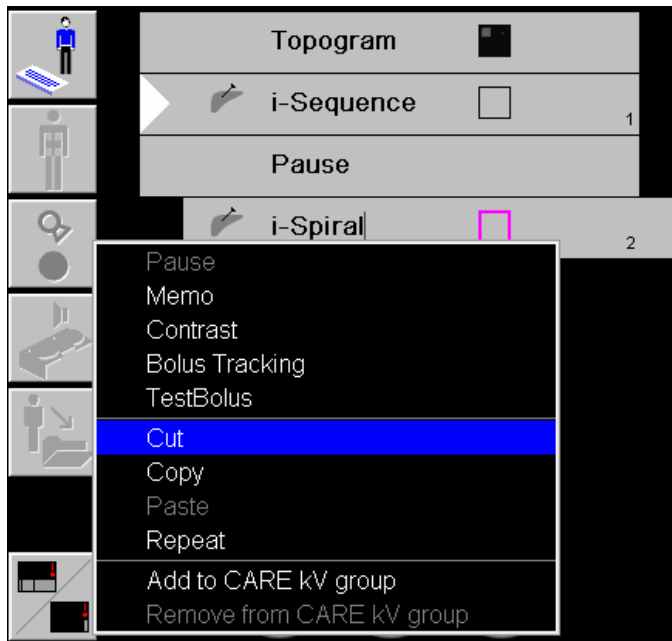 Topogram
i-Sequence
1
Pause
i-Spiral
2
Pause
Memo
Contrast
Bolus Tracking
TestBolus
Cut
Copy
Paste
Repeat
Add to CARE kV group
Remove from CARE kV group